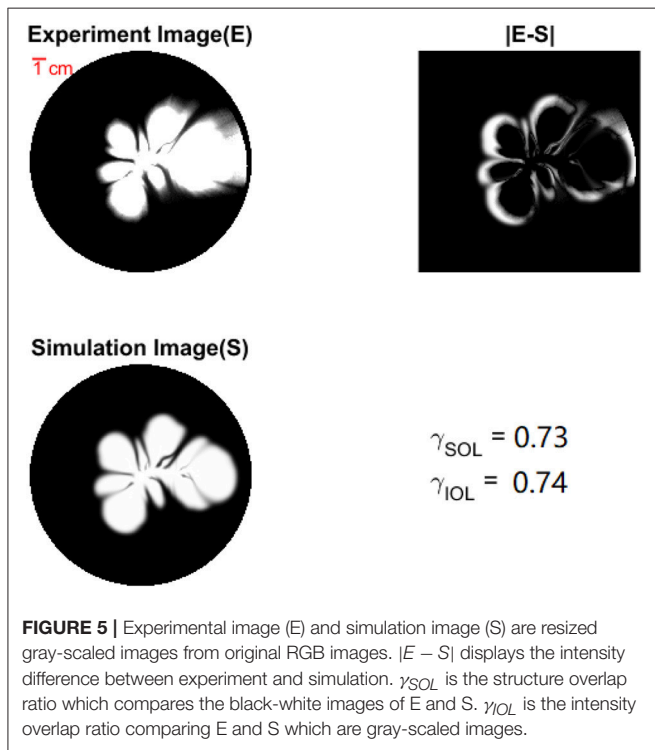 Experiment Image(E)
|E-S|
1 cm
Simulation Image(S)
γSOL = 0.73
γIOL = 0.74
FIGURE 5 | Experimental image (E) and simulation image (S) are resized
gray-scaled images from original RGB images. |E − S| displays the intensity
difference between experiment and simulation. γSOL is the structure overlap
ratio which compares the black-white images of E and S. γIOL is the intensity
overlap ratio comparing E and S which are gray-scaled images.